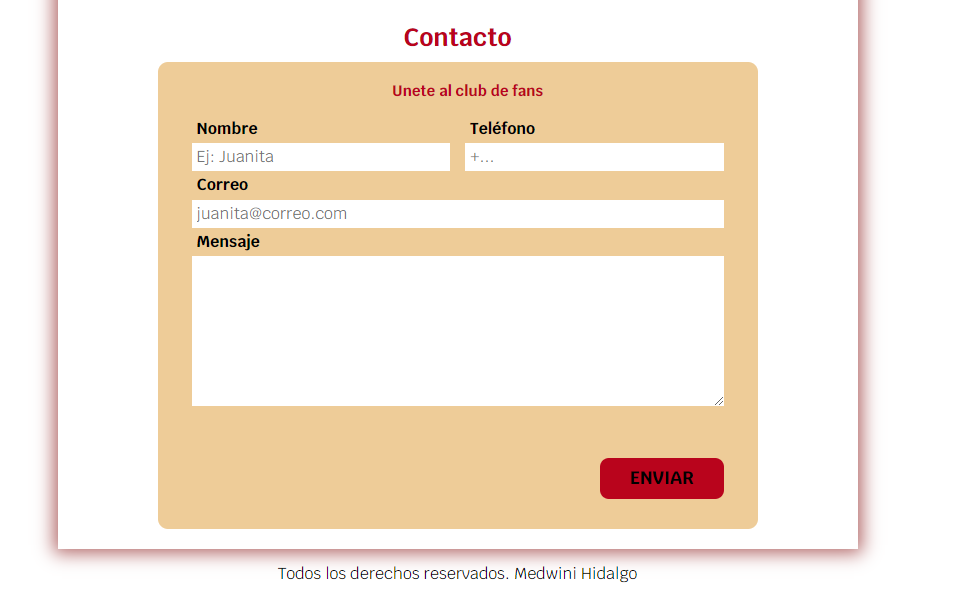 Contacto
Unete al club de fans
Nombre
Teléfono
Ej: Juanita
+...
Correo
juanita@correo.com
Mensaje
ENVIAR
Todos los derechos reservados. Medwini Hidalgo